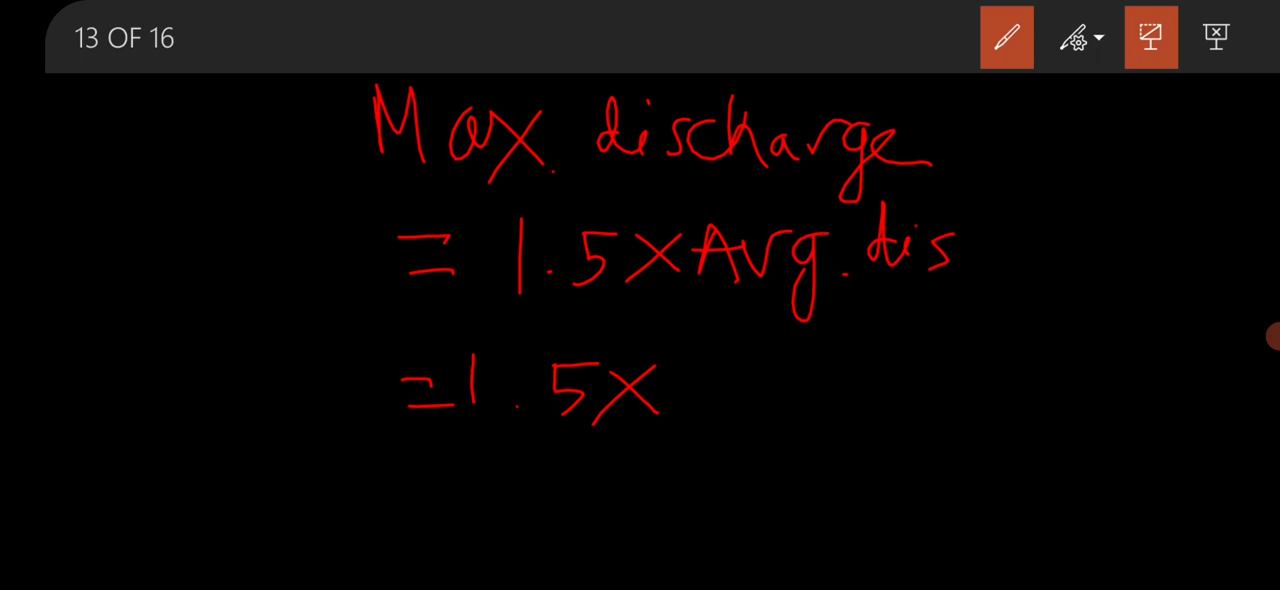 13 OF 16
Max. discharge
= 1.5 X Avg. dis
= 1.5 X